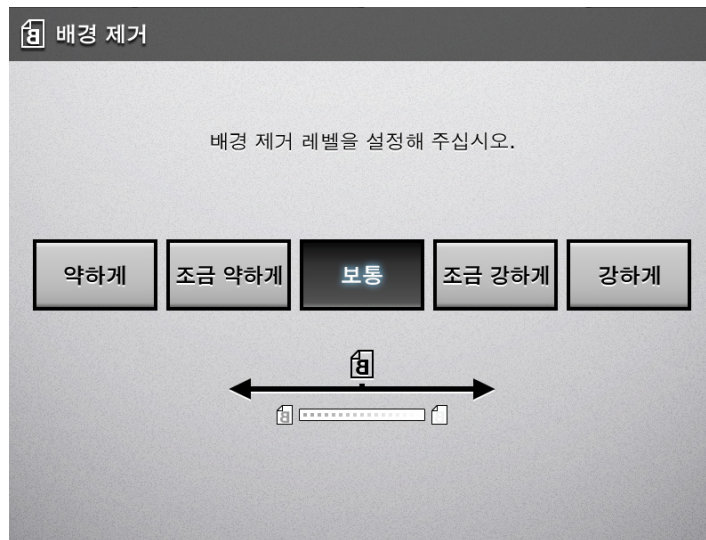 배경 제거
배경 제거 레벨을 설정해 주십시오.
약하게 조금 약하게 보통 조금 강하게 강하게